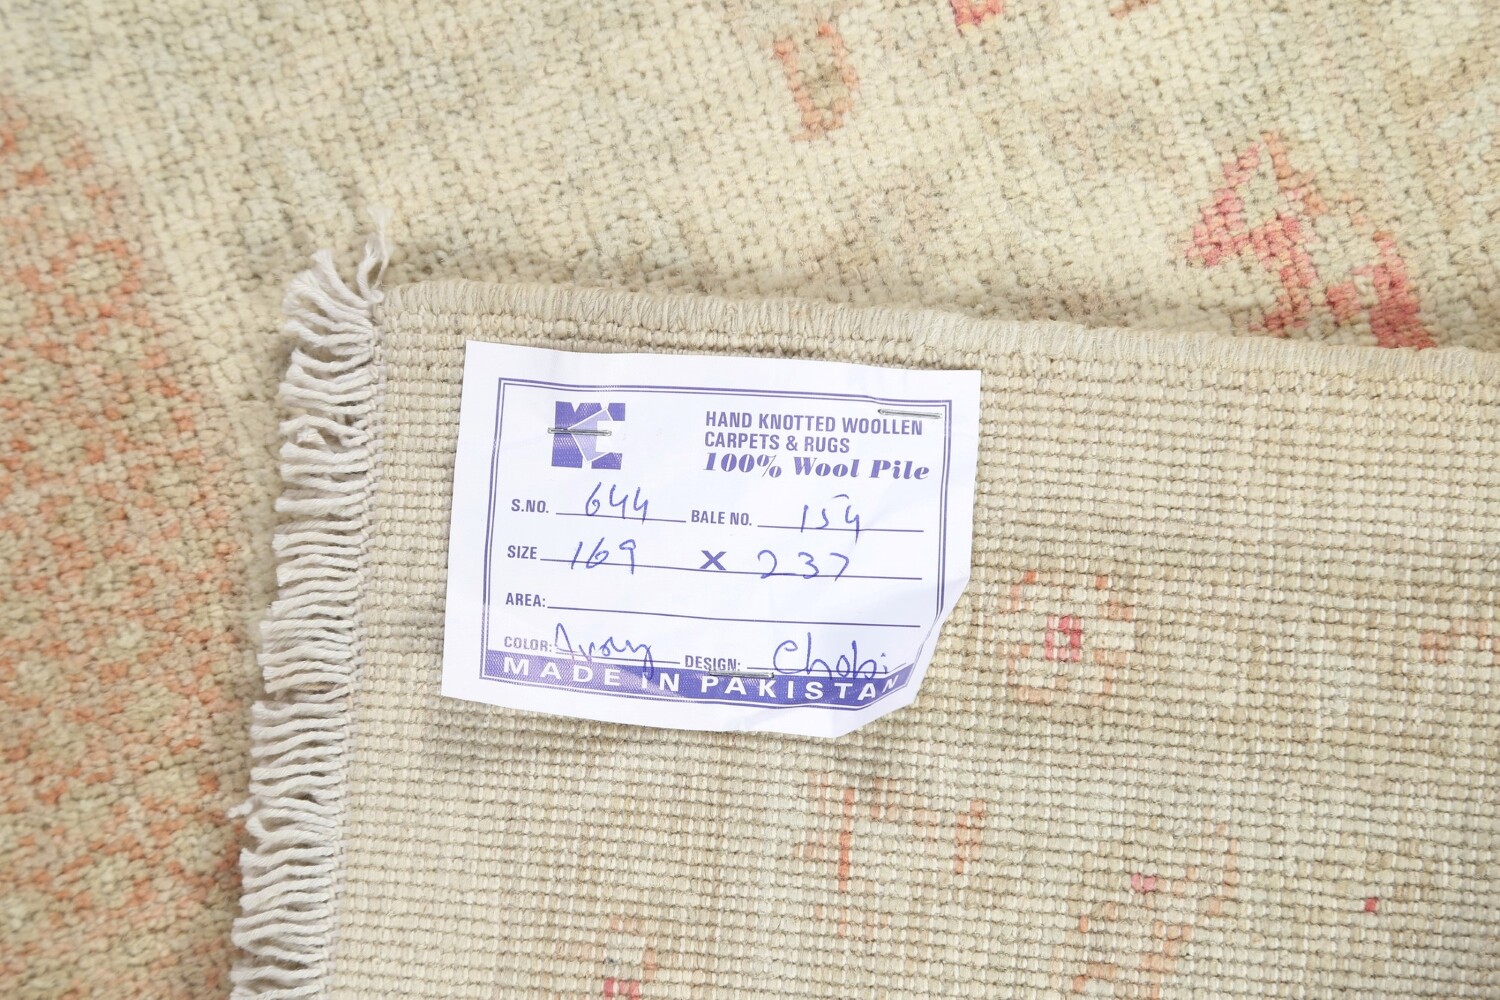 HAND KNOTTED WOOLLEN
CARPETS & RUGS
100% Wool Pile
S.NO. 644 BALE NO. 154
SIZE 169 X 237
AREA:
COLOR: Ivory DESIGN: Chobi
MADE IN PAKISTAN